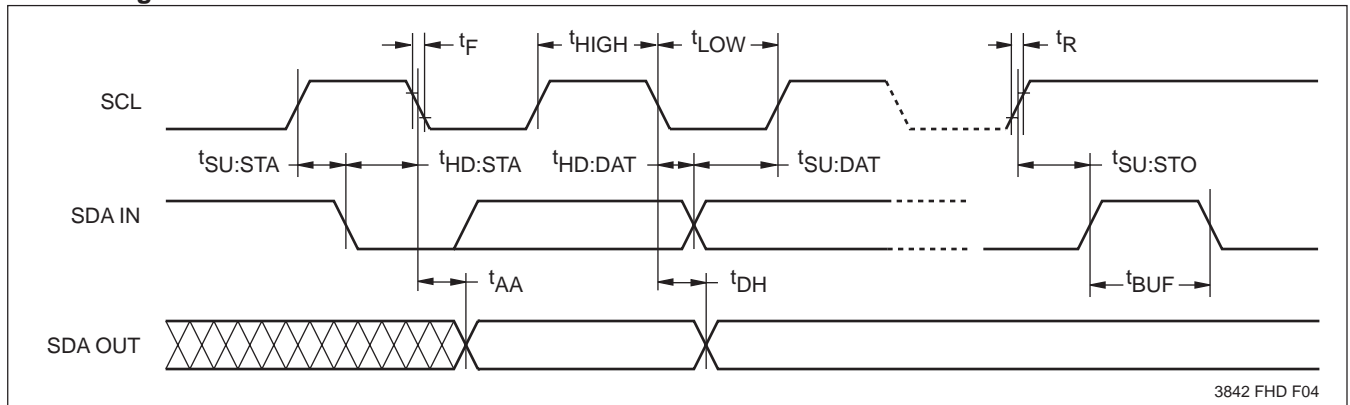 tF
tHIGH
tLOW
tR
SCL
tSU:STA
tHD:STA
tHD:DAT
tSU:DAT
tSU:STO
SDA IN
tAA
tDH
tBUF
SDA OUT
3842 FHD F04